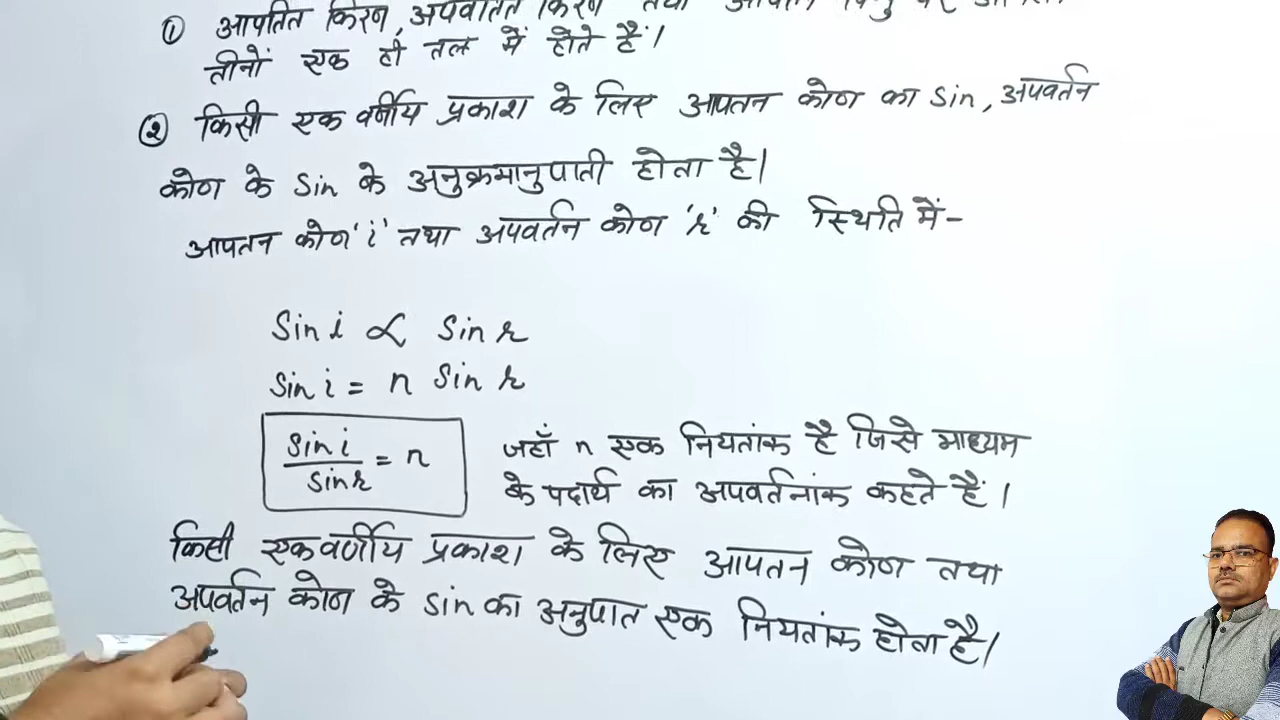 ① आपतित किरण, अपवर्तित किरण तथा
तीनों एक ही तल में होते हैं।
② किसी एक वर्णीय प्रकाश के लिए आपतन कोण का sin, अपवर्तन
कोण के sin के अनुक्रमानुपाती होता है।
आपतन कोण 'i' तथा अपवर्तन कोण 'r' की स्थिति में-
Sin i ∝ Sin r
Sin i = n Sin r
Sin i / Sin r = n
जहाँ n एक नियतांक है जिसे माध्यम
के पदार्थ का अपवर्तनांक कहते हैं।
किसी एकवर्णीय प्रकाश के लिए आपतन कोण तथा
अपवर्तन कोण के sin का अनुपात एक नियतांक होता है।